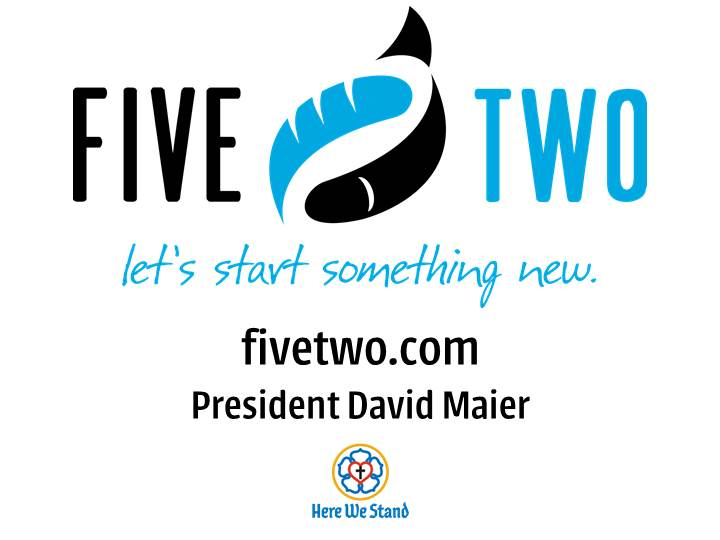 FIVE TWO
let's start something new.
fivetwo.com
President David Maier
Here We Stand